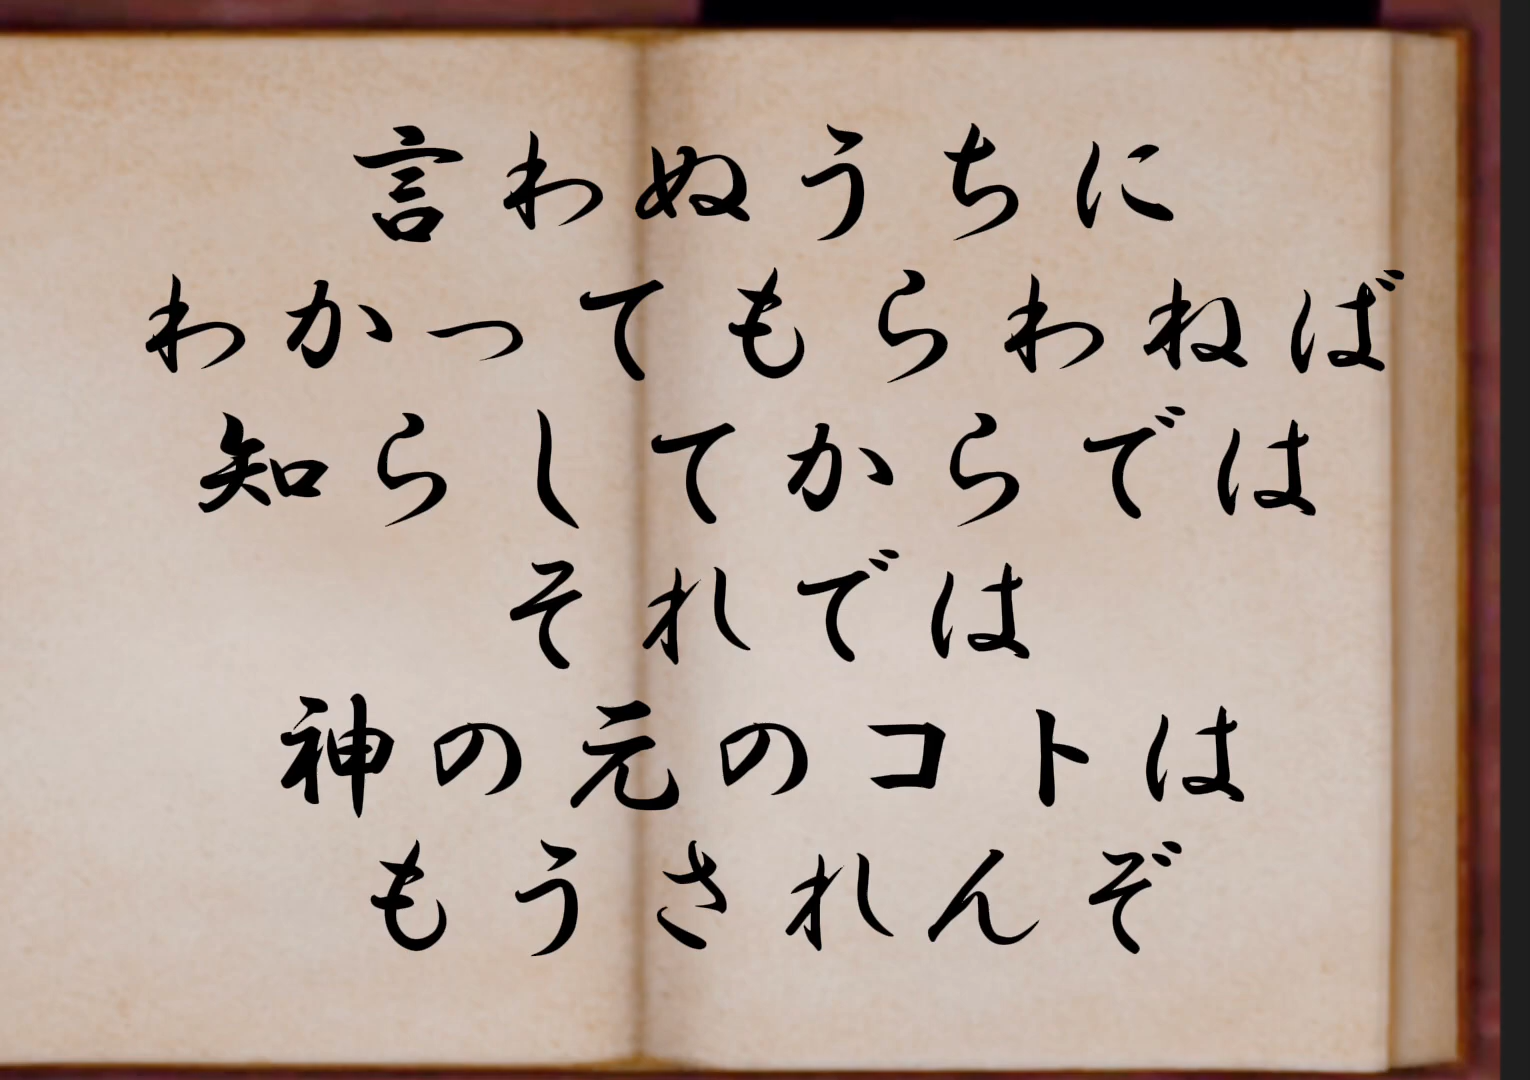 言わぬうちに
わかってもらわねば
知らしてからでは
それでは
神の元のコトは
もうされんぞ